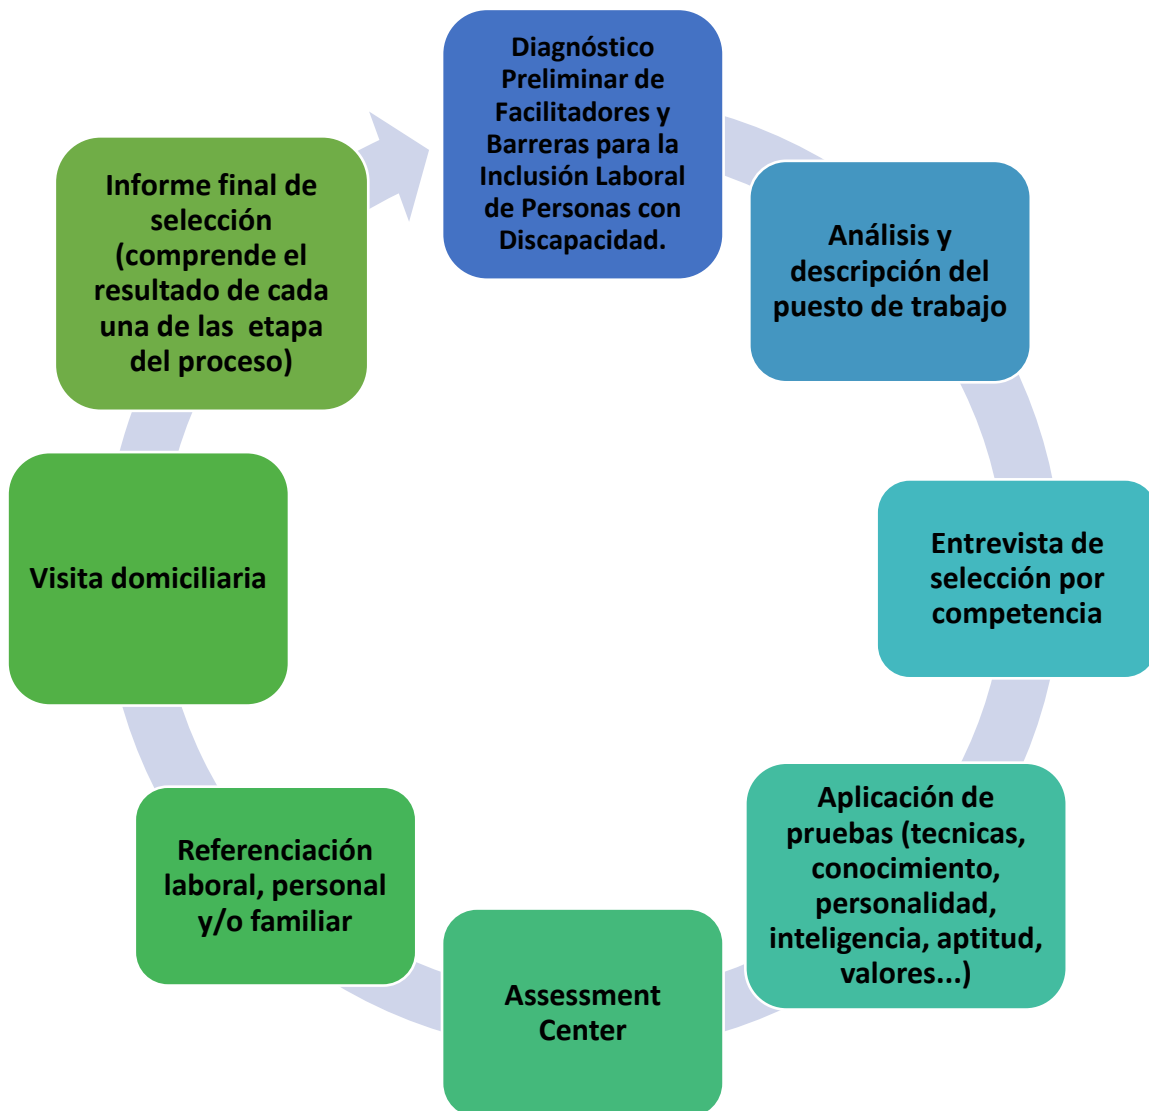 Diagnóstico
Preliminar de
Facilitadores y
Barreras para la
Inclusión Laboral
de Personas con
Discapacidad.
Análisis y
descripción del
puesto de trabajo
Entrevista de
selección por
competencia
Aplicación de
pruebas (tecnicas,
conocimiento,
personalidad,
inteligencia, aptitud,
valores...)
Assessment
Center
Referenciación
laboral, personal
y/o familiar
Visita domiciliaria
Informe final de
selección
(comprende el
resultado de cada
una de las  etapa
del proceso)